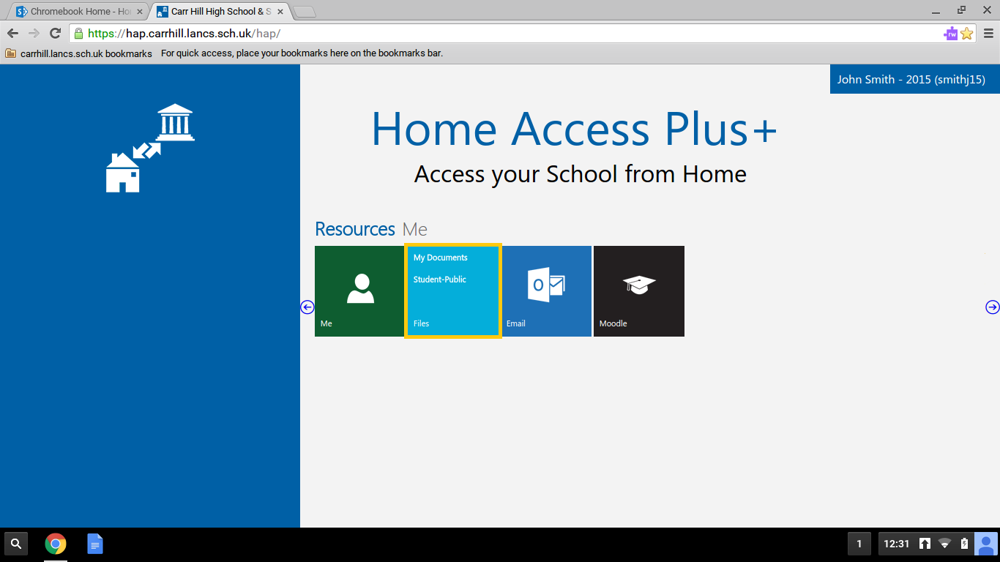 Chromebook Home - Ho
Carr Hill High School & S
https://hap.carrhill.lancs.sch.uk/hap/
rw
carrhill.lancs.sch.uk bookmarks For quick access, place your bookmarks here on the bookmarks bar.
John Smith - 2015 (smithj15)
Home Access Plus+
Access your School from Home
Resources Me
My Documents
Student-Public
Me
Files
Email
Moodle
1
12:31